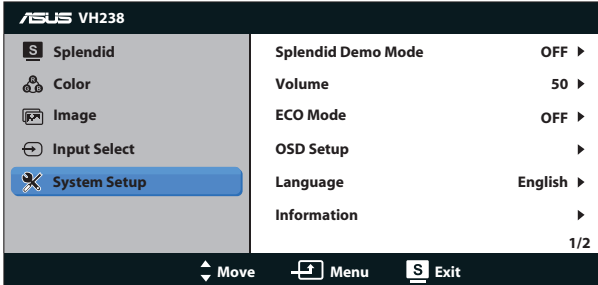 ASUS VH238
S Splendid
Color
Image
Input Select
System Setup
Splendid Demo Mode OFF
Volume 50
ECO Mode OFF
OSD Setup
Language English
Information
1/2
Move Menu S Exit